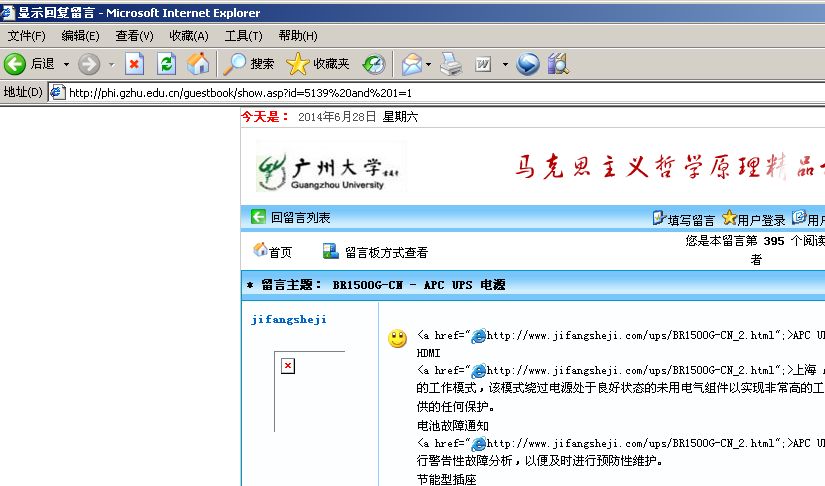 显示回复留言 - Microsoft Internet Explorer
文件(F) 编辑(E) 查看(V) 收藏(A) 工具(T) 帮助(H)
后退 搜索 收藏夹
地址(D) http://phi.gzhu.edu.cn/guestbook/show.asp?id=5139%20and%201=1
今天是： 2014年6月28日 星期六
广州大学 马克思主义哲学原理精品
Guangzhou University
回留言列表 填写留言 用户登录 用户
首页 留言板方式查看 您是本留言第 395 个阅读
者
* 留言主题： BR1500G-CN - APC UPS 电源
jifangsheji
<a href="http://www.jifangsheji.com/ups/BR1500G-CN_2.html";>APC U
HDMI
<a href="http://www.jifangsheji.com/ups/BR1500G-CN_2.html";>上海
的工作模式，该模式绕过电源处于良好状态的未用电气组件以实现非常高的工
供的任何保护。
电池故障通知
<a href="http://www.jifangsheji.com/ups/BR1500G-CN_2.html";>APC U
行警告性故障分析，以便及时进行预防性维护。
节能型插座